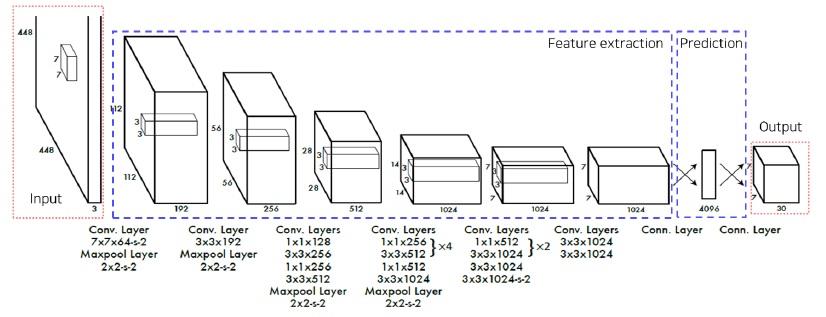 Feature extraction
Prediction
448
7
7
448
Input
3
112
3
3
112
192
56
3
3
56
256
28
3
3
28
512
14
3
3
14
1024
7
3
3
7
1024
7
7
1024
4096
Output
7
7
30
Conv. Layer
7x7x64-s-2
Maxpool Layer
2x2-s-2
Conv. Layer
3x3x192
Maxpool Layer
2x2-s-2
Conv. Layers
1x1x128
3x3x256
1x1x256
3x3x512
Maxpool Layer
2x2-s-2
Conv. Layers
1x1x256
3x3x512
×4
1x1x512
3x3x1024
Maxpool Layer
2x2-s-2
Conv. Layers
1x1x512
3x3x1024
×2
3x3x1024
3x3x1024-s-2
Conv. Layers
3x3x1024
3x3x1024
Conn. Layer
Conn. Layer